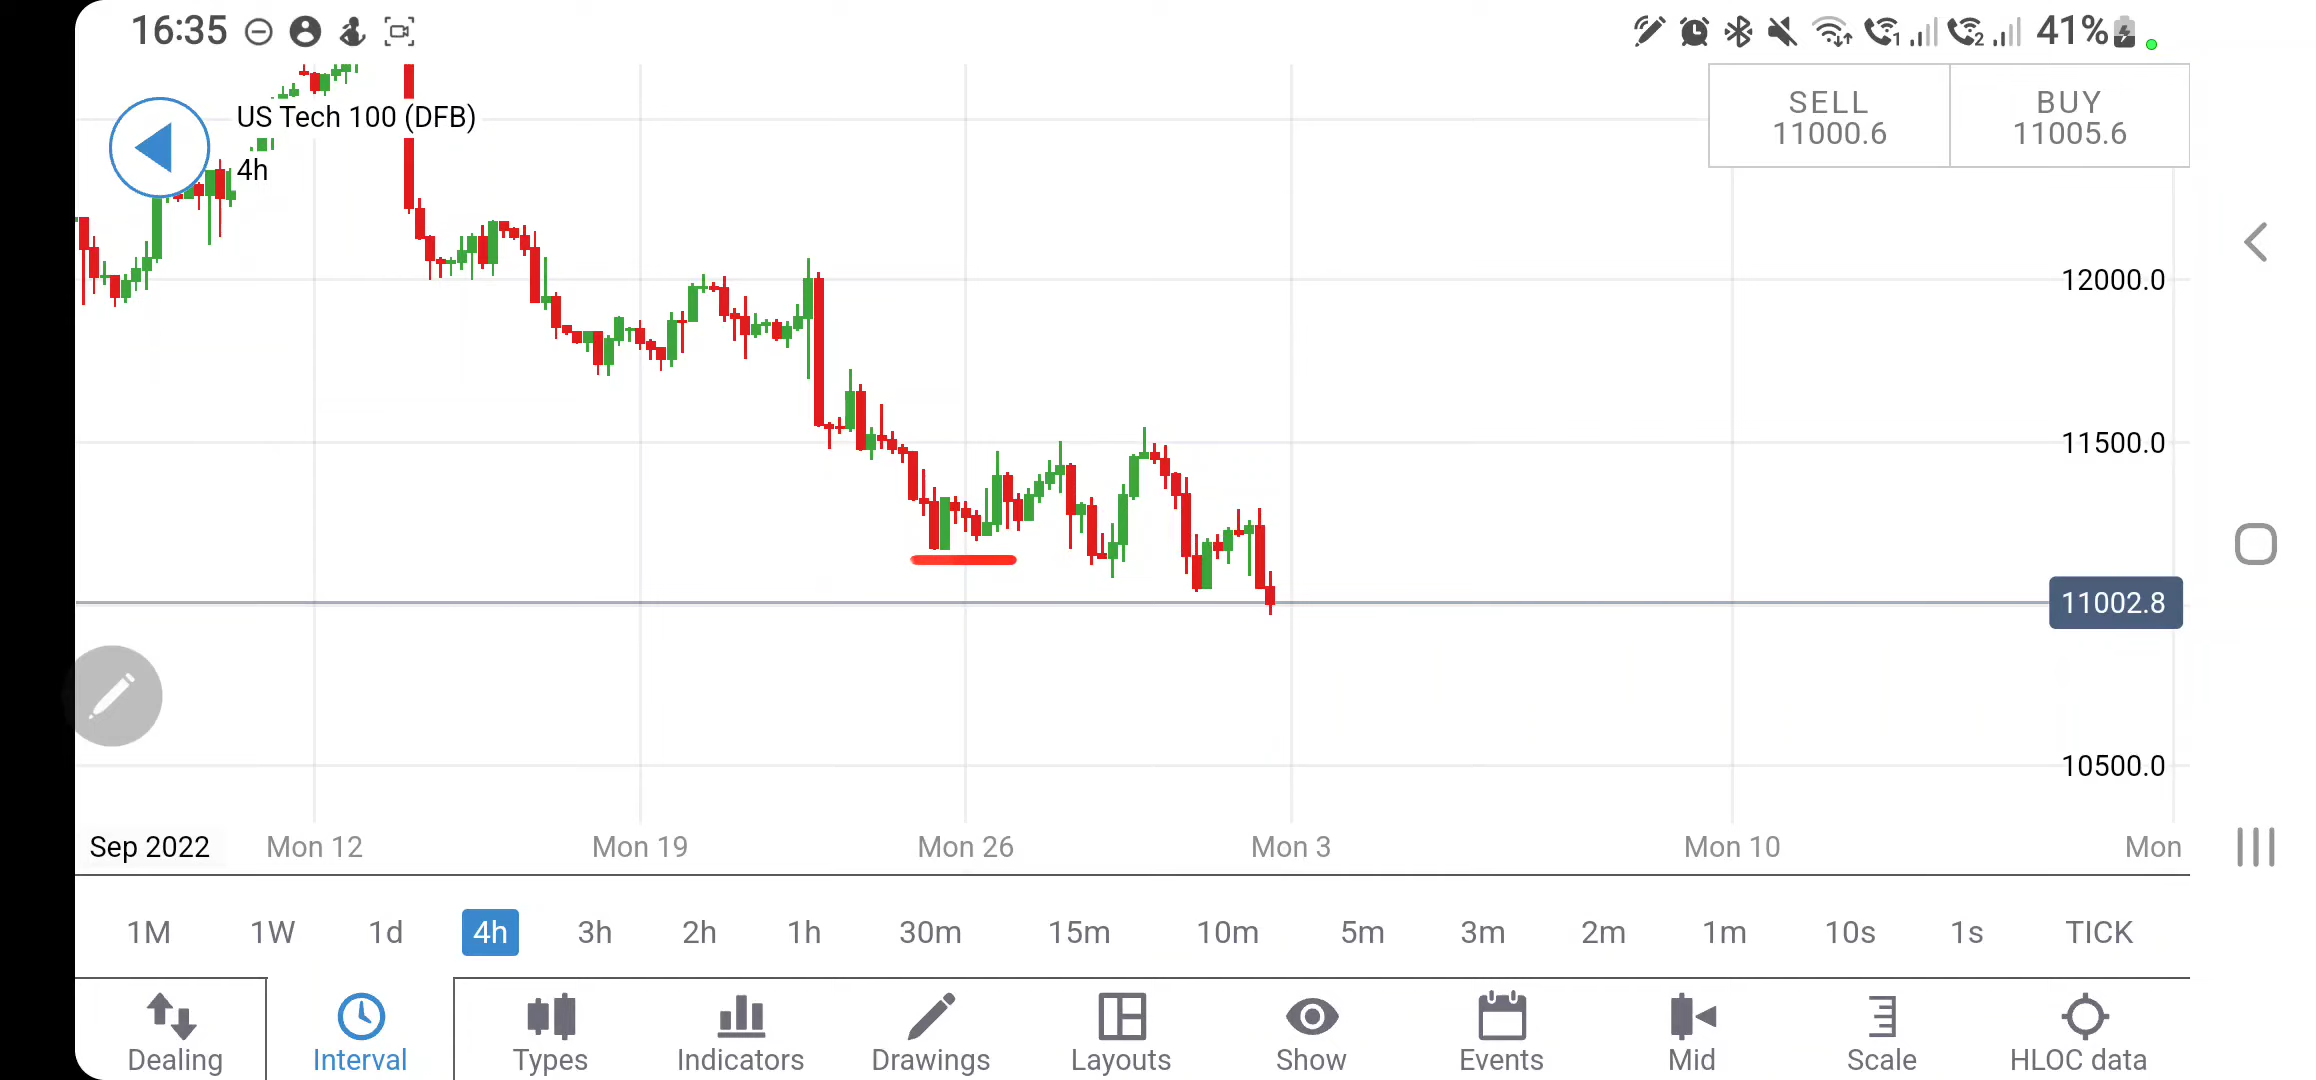 16:35
41%
US Tech 100 (DFB)
4h
SELL
11000.6
BUY
11005.6
12000.0
11500.0
11002.8
10500.0
Sep 2022 Mon 12 Mon 19 Mon 26 Mon 3 Mon 10 Mon
1M 1W 1d 4h 3h 2h 1h 30m 15m 10m 5m 3m 2m 1m 10s 1s TICK
Dealing Interval Types Indicators Drawings Layouts Show Events Mid Scale HLOC data